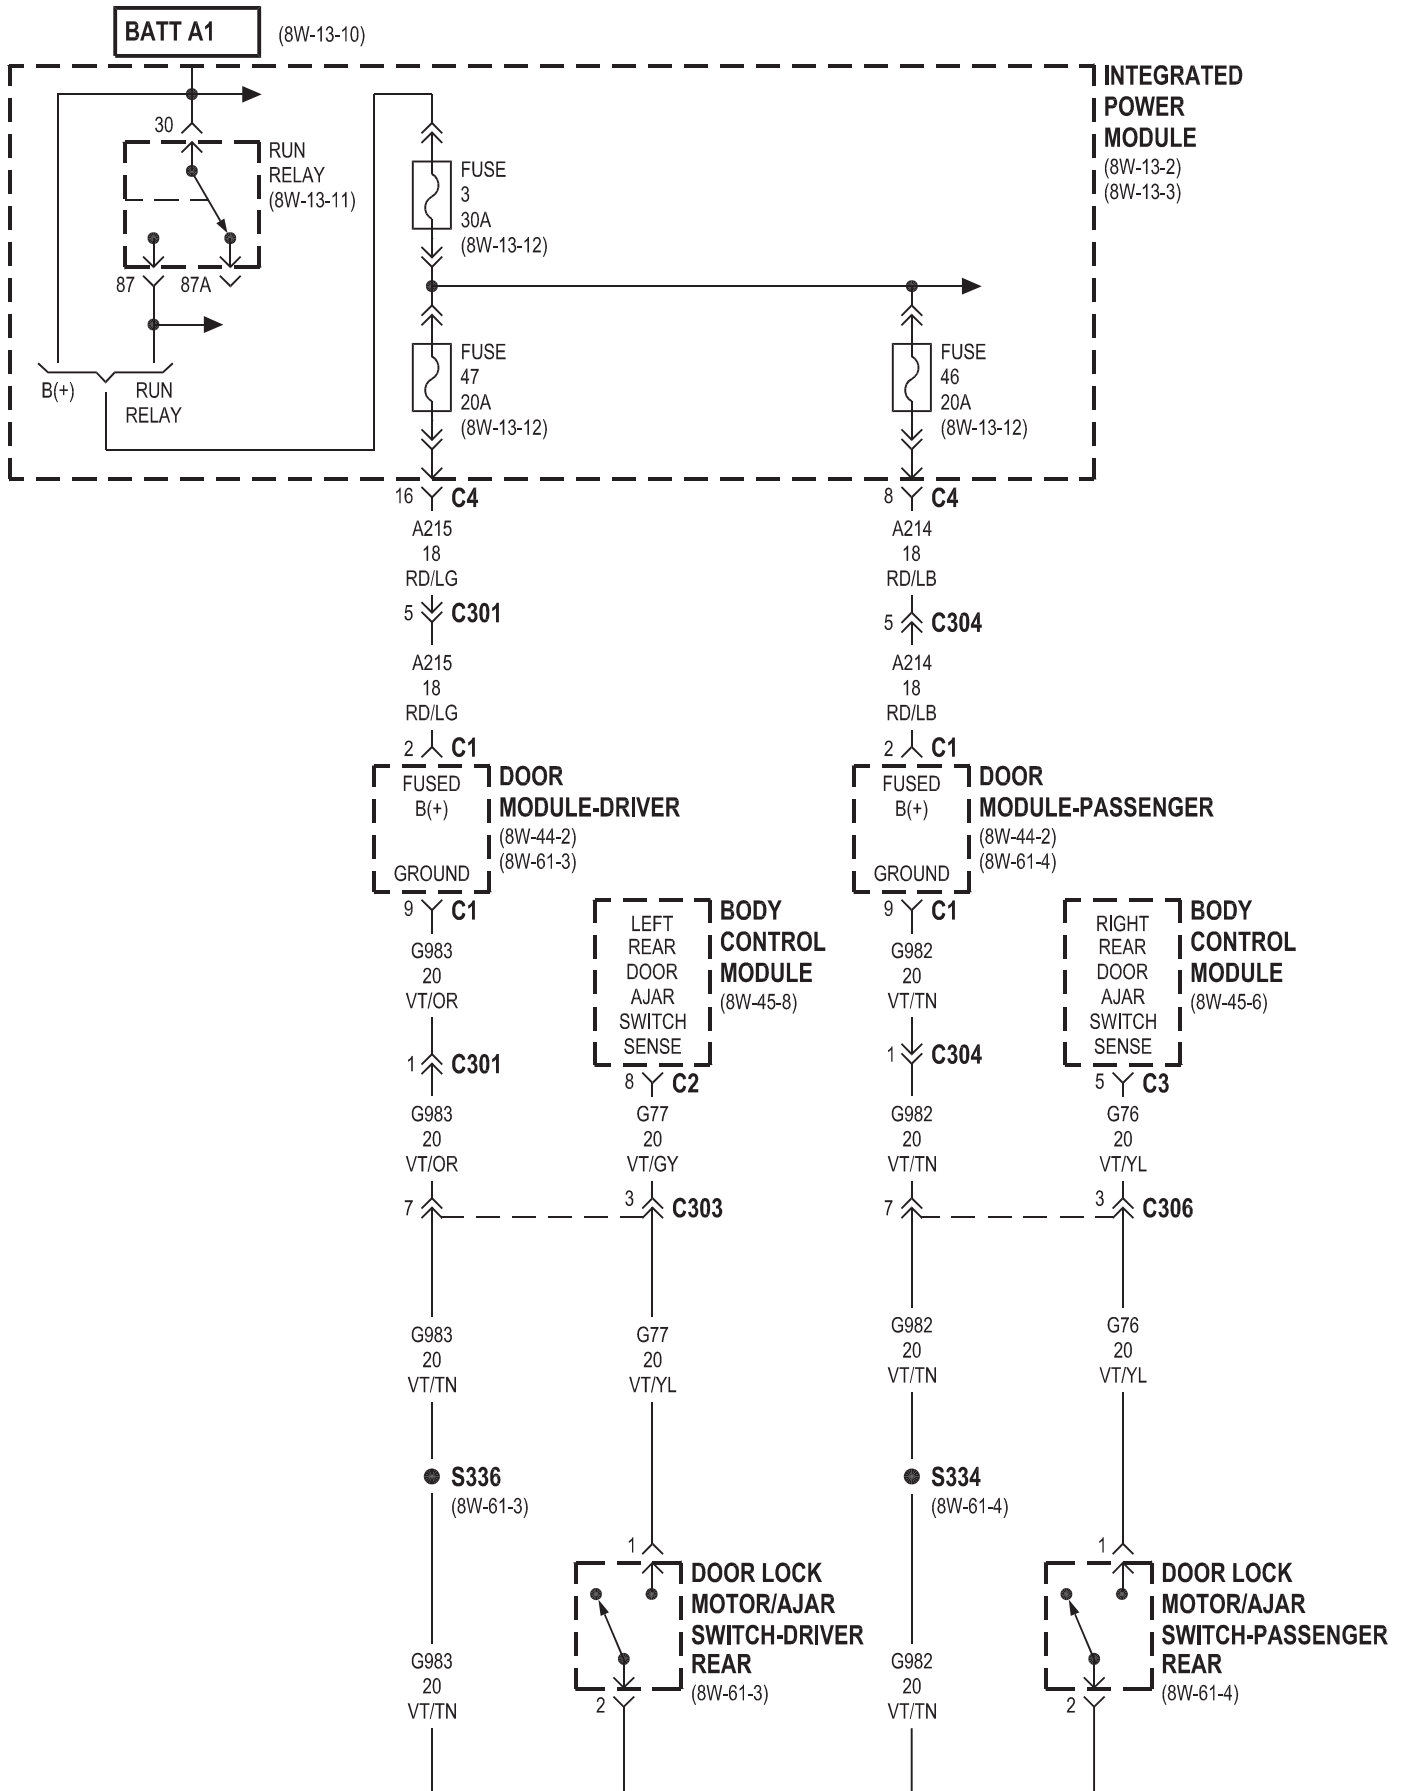 BATT A1 (8W-13-10)
INTEGRATED
POWER
MODULE
(8W-13-2)
(8W-13-3)
30
RUN
RELAY
(8W-13-11)
87 87A
B(+) RUN
RELAY
FUSE
3
30A
(8W-13-12)
FUSE
47
20A
(8W-13-12)
FUSE
46
20A
(8W-13-12)
16 C4
A215
18
RD/LG
5 C301
A215
18
RD/LG
2 C1
FUSED
B(+)
GROUND
DOOR
MODULE-DRIVER
(8W-44-2)
(8W-61-3)
9 C1
G983
20
VT/OR
1 C301
G983
20
VT/OR
7
LEFT
REAR
DOOR
AJAR
SWITCH
SENSE
BODY
CONTROL
MODULE
(8W-45-8)
8 C2
G77
20
VT/GY
3 C303
G983
20
VT/TN
S336
(8W-61-3)
G983
20
VT/TN
G77
20
VT/YL
1
DOOR LOCK
MOTOR/AJAR
SWITCH-DRIVER
REAR
(8W-61-3)
2
8 C4
A214
18
RD/LB
5 C304
A214
18
RD/LB
2 C1
FUSED
B(+)
GROUND
DOOR
MODULE-PASSENGER
(8W-44-2)
(8W-61-4)
9 C1
G982
20
VT/TN
1 C304
G982
20
VT/TN
7
RIGHT
REAR
DOOR
AJAR
SWITCH
SENSE
BODY
CONTROL
MODULE
(8W-45-6)
5 C3
G76
20
VT/YL
3 C306
G982
20
VT/TN
S334
(8W-61-4)
G982
20
VT/TN
G76
20
VT/YL
1
DOOR LOCK
MOTOR/AJAR
SWITCH-PASSENGER
REAR
(8W-61-4)
2